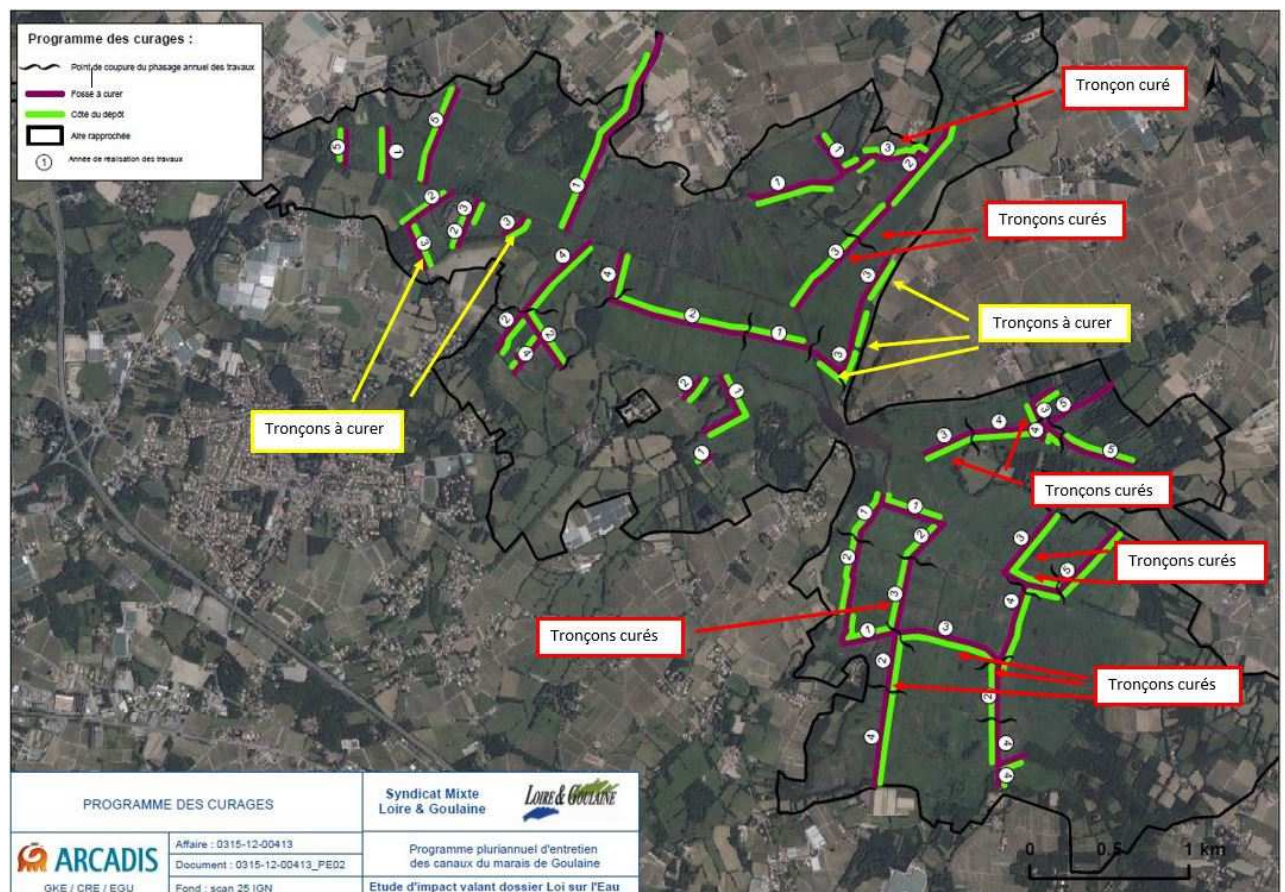 Programme des curages :
Point de coupure du phasage annuel des travaux
Fossé à curer
Côté du dépôt
Aire rapprochée
1 Année de réalisation des travaux
Tronçon curé
Tronçons curés
Tronçons à curer
Tronçons à curer
Tronçons curés
Tronçons curés
Tronçons curés
Tronçons curés
0 0.5 1 km
PROGRAMME DES CURAGES
Syndicat Mixte
Loire & Goulaine
LOIRE & GOULAINE
ARCADIS
GKE / CRE / EGU
Affaire : 0315-12-00413
Document : 0315-12-00413_PE02
Fond : scan 25 IGN
Programme pluriannuel d'entretien
des canaux du marais de Goulaine
Etude d'impact valant dossier Loi sur l'Eau